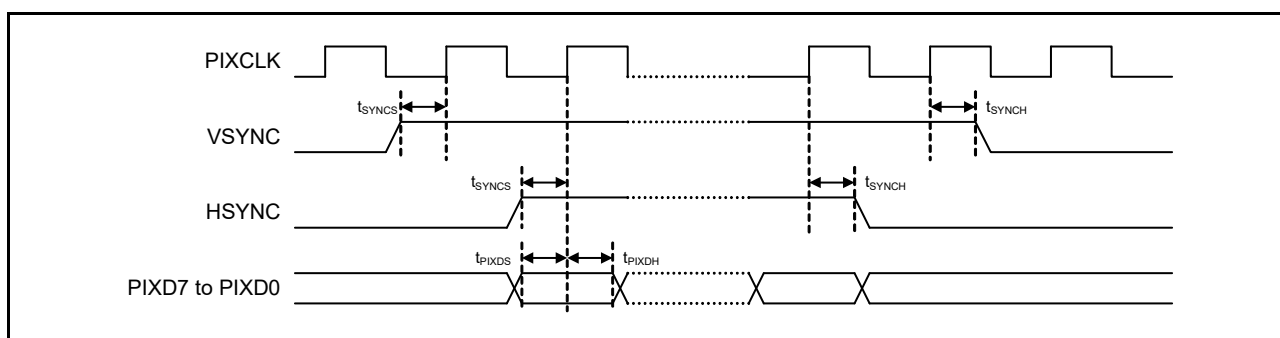 PIXCLK
tSYNCS
tSYNCH
VSYNC
tSYNCS
tSYNCH
HSYNC
tPIXDS
tPIXDH
PIXD7 to PIXD0